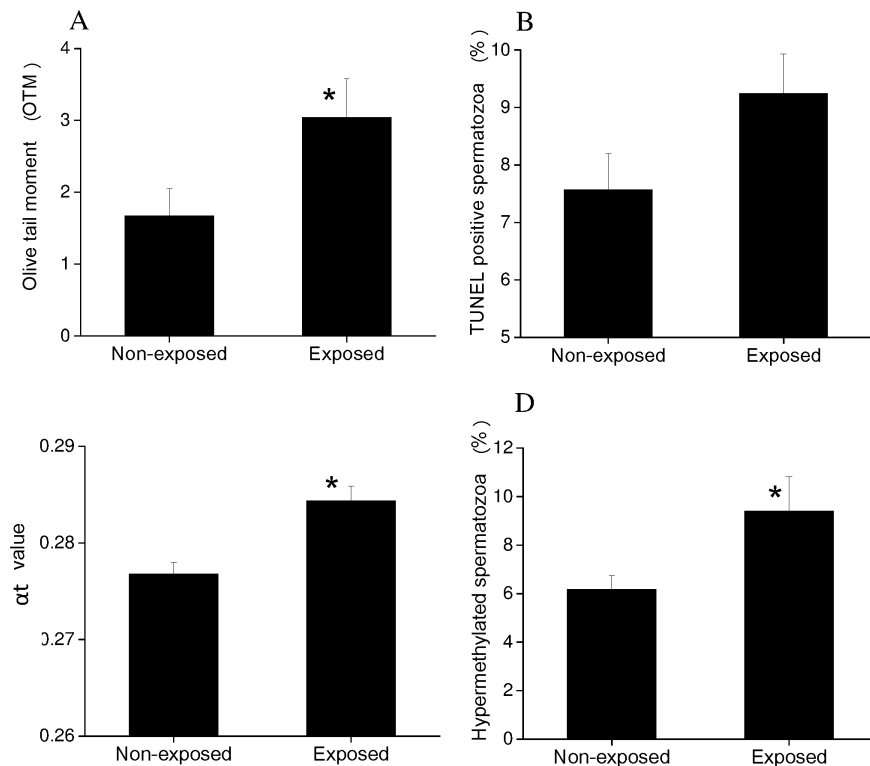 A
Olive tail moment (OTM)
4
3
2
1
0
*
Non-exposed Exposed
B
TUNEL positive spermatozoa (%)
10
9
8
7
6
5
Non-exposed Exposed
αt value
0.29
0.28
0.27
0.26
*
Non-exposed Exposed
D
Hypermethylated spermatozoa (%)
12
10
8
6
4
2
0
*
Non-exposed Exposed